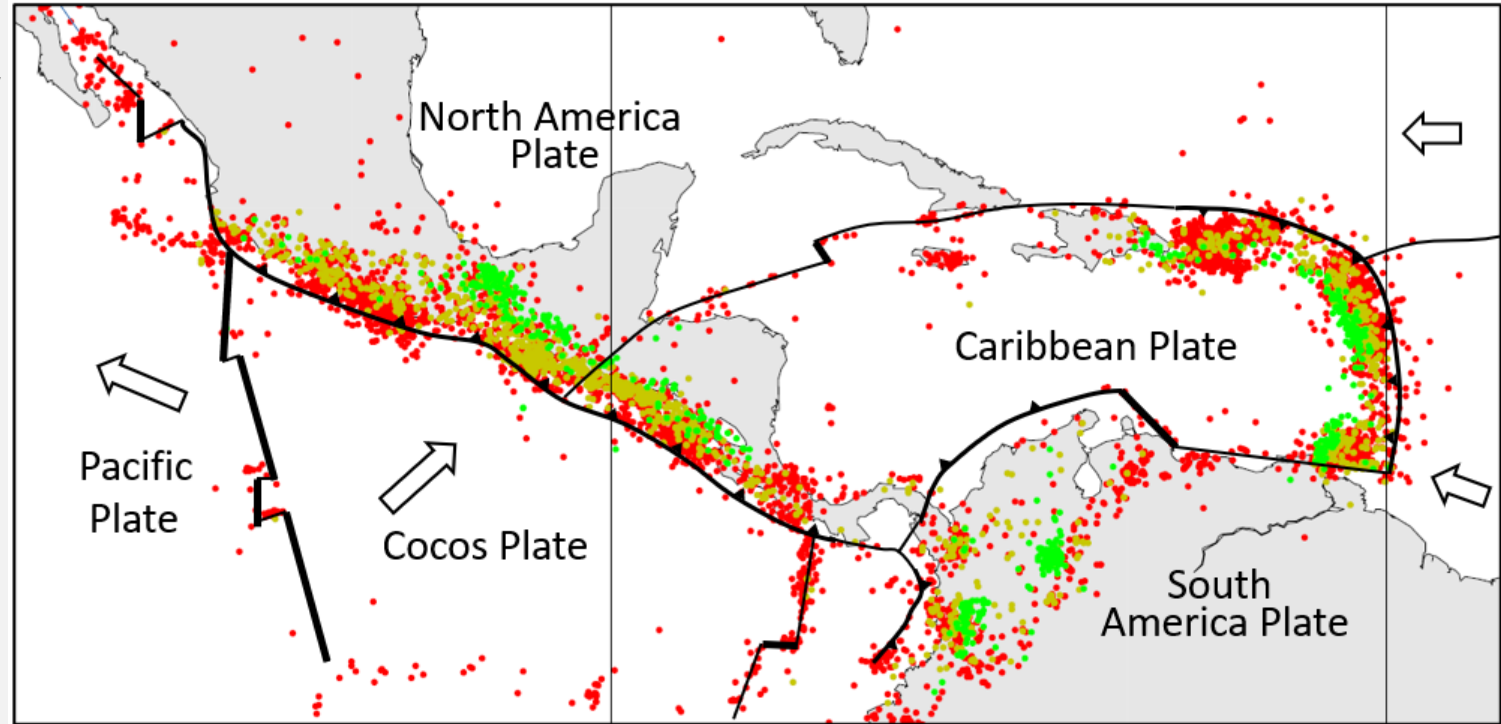 North America
Plate
Caribbean Plate
Pacific
Plate
Cocos Plate
South
America Plate